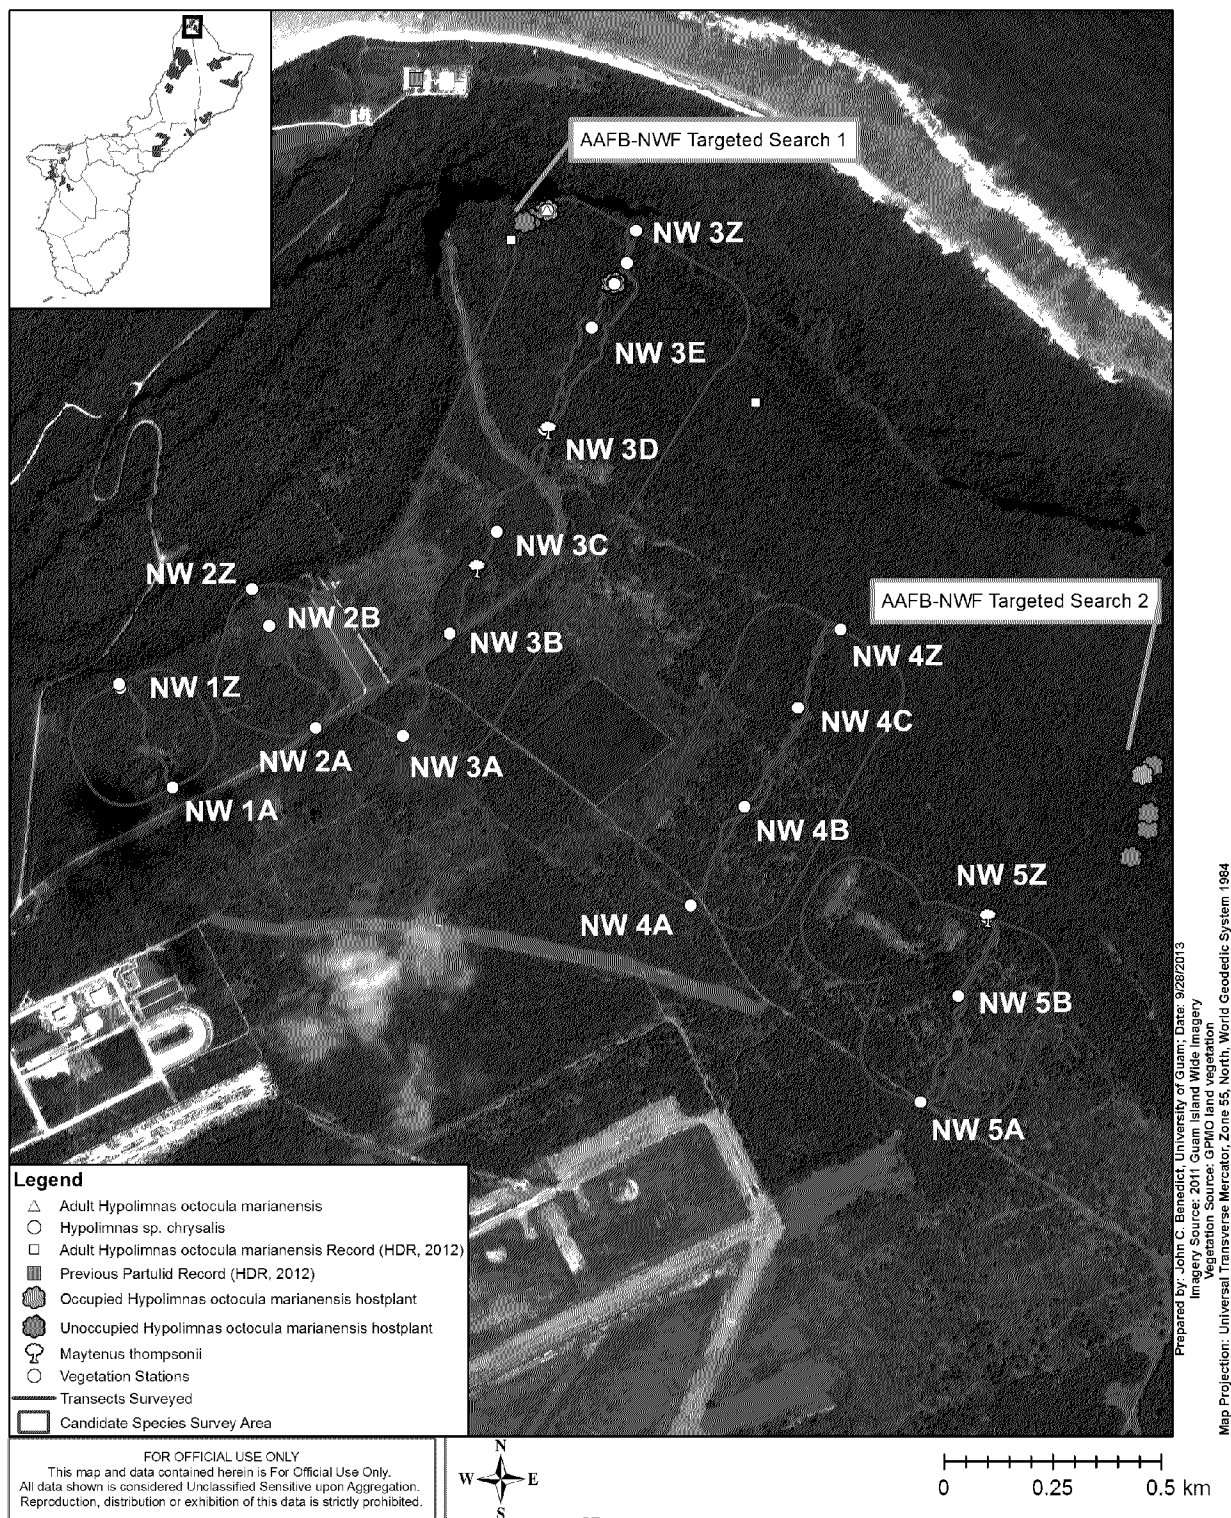 AAFB-NWF Targeted Search 1
NW 3Z
NW 3E
NW 3D
NW 3C
NW 2Z
AAFB-NWF Targeted Search 2
NW 2B
NW 3B
NW 4Z
NW 1Z
NW 4C
NW 2A
NW 3A
NW 1A
NW 4B
NW 5Z
NW 4A
NW 5B
NW 5A
Legend
Adult Hypolimnas octocula marianensis
Hypolimnas sp. chrysalis
Adult Hypolimnas octocula marianensis Record (HDR, 2012)
Previous Partulid Record (HDR, 2012)
Occupied Hypolimnas octocula marianensis hostplant
Unoccupied Hypolimnas octocula marianensis hostplant
Maytenus thompsonii
Vegetation Stations
Transects Surveyed
Candidate Species Survey Area
Prepared by: John C. Benedict, University of Guam; Date: 9/28/2013
Imagery Source: 2011 Guam Island Wide Imagery
Vegetation Source: GPMO land vegetation
Map Projection: Universal Transverse Mercator, Zone 55, North, World Geodedic System 1984
FOR OFFICIAL USE ONLY
This map and data contained herein is For Official Use Only.
All data shown is considered Unclassified Sensitive upon Aggregation.
Reproduction, distribution or exhibition of this data is strictly prohibited.
N
W E
S
0 0.25 0.5 km